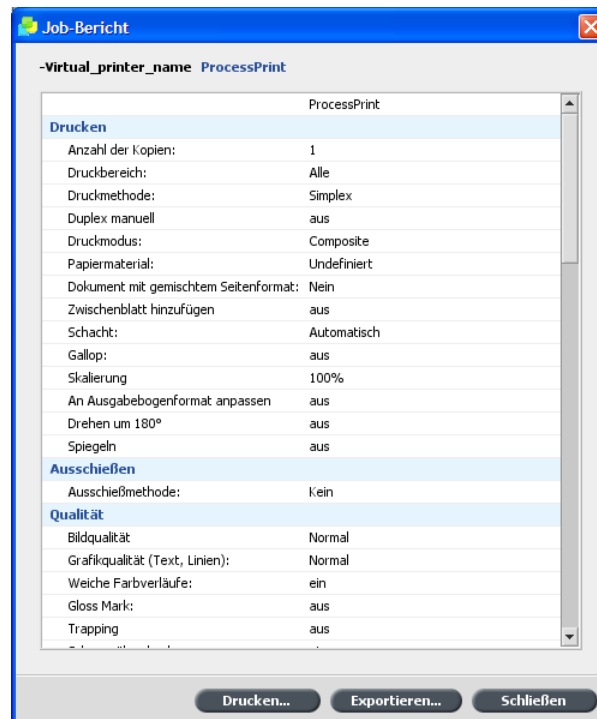 Job-Bericht
-Virtual_printer_name ProcessPrint
ProcessPrint
Drucken
Anzahl der Kopien: 1
Druckbereich: Alle
Druckmethode: Simplex
Duplex manuell aus
Druckmodus: Composite
Papiermaterial: Undefiniert
Dokument mit gemischtem Seitenformat: Nein
Zwischenblatt hinzufügen aus
Schacht: Automatisch
Gallop: aus
Skalierung 100%
An Ausgabebogenformat anpassen aus
Drehen um 180° aus
Spiegeln aus
Ausschießen
Ausschießmethode: Kein
Qualität
Bildqualität Normal
Grafikqualität (Text, Linien): Normal
Weiche Farbverläufe: ein
Gloss Mark: aus
Trapping aus
Drucken... Exportieren... Schließen